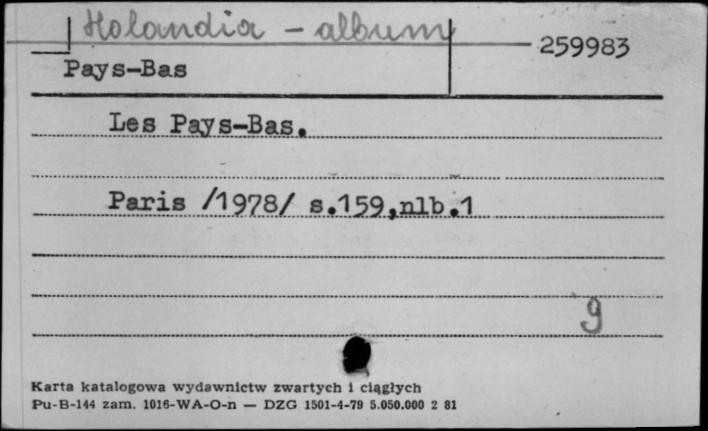 Holandia - album
259983
Pays-Bas
Les Pays-Bas.
Paris /1978/ s.159,nlb.1
g
Karta katalogowa wydawnictw zwartych i ciągłych
Pu-B-144 zam. 1016-WA-O-n — DZG 1501-4-79 5.050.000 2 81